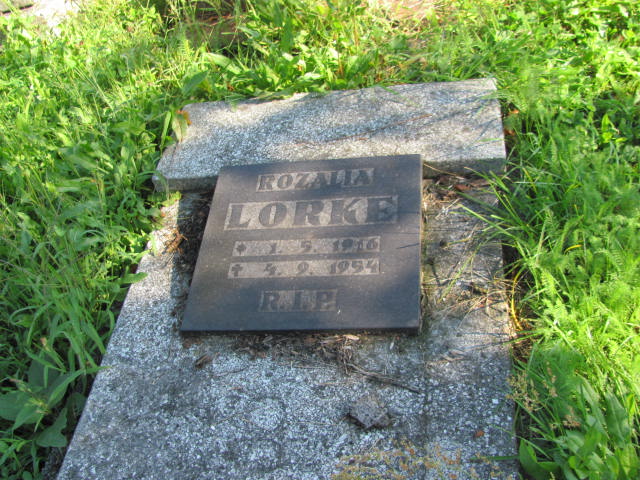 ROZALIA
LORKE
* 1. 5. 1916
✝ 4. 9. 1954
R.I.P.